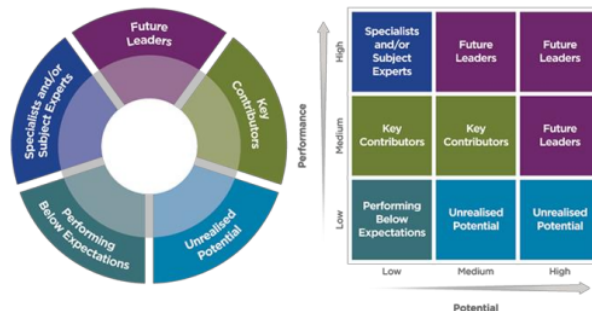 Future
Leaders
Key
Contributors
Unrealised
Potential
Performing
Below Expectations
Specialists and/or
Subject Experts
Performance
High
Medium
Low
Specialists
and/or
Subject
Experts
Future
Leaders
Future
Leaders
Key
Contributors
Key
Contributors
Future
Leaders
Performing
Below
Expectations
Unrealised
Potential
Unrealised
Potential
Low
Medium
High
Potential